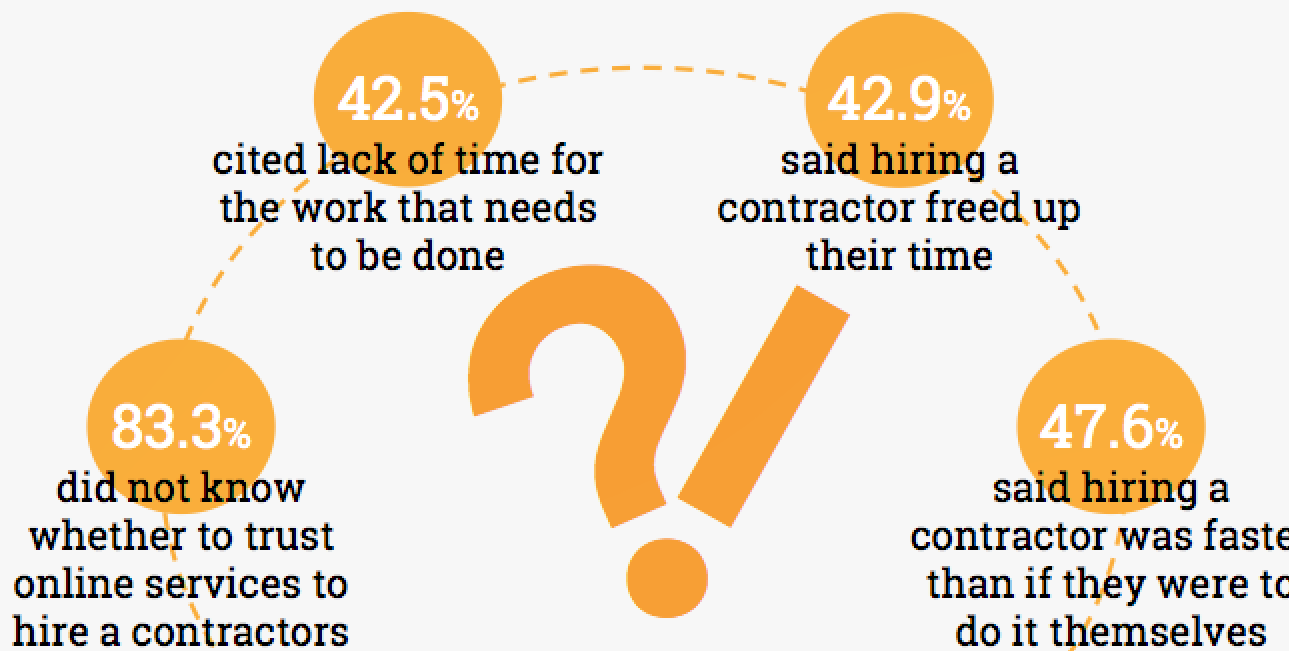 42.5%
cited lack of time for
the work that needs
to be done
42.9%
said hiring a
contractor freed up
their time
83.3%
did not know
whether to trust
online services to
hire a contractors
47.6%
said hiring a
contractor was faste
than if they were to
do it themselves
?/